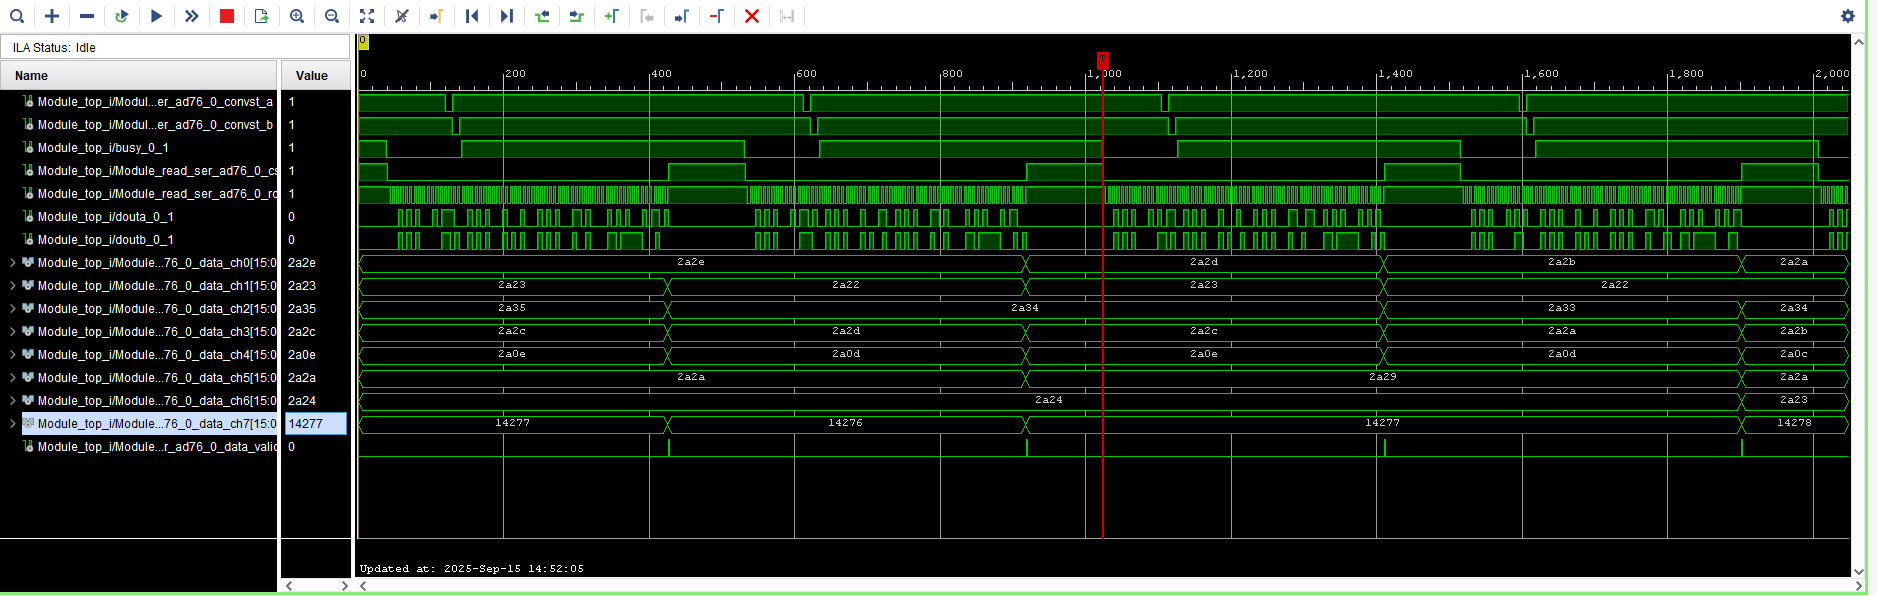 ILA Status: Idle
Name Value
0
T
0 200 400 600 800 1,000 1,200 1,400 1,600 1,800 2,000
Module_top_i/Modul...er_ad76_0_convst_a 1
Module_top_i/Modul...er_ad76_0_convst_b 1
Module_top_i/busy_0_1 1
Module_top_i/Module_read_ser_ad76_0_cs 1
Module_top_i/Module_read_ser_ad76_0_rc 1
Module_top_i/douta_0_1 0
Module_top_i/doutb_0_1 0
Module_top_i/Module...76_0_data_ch0[15:0 2a2e 2a2e 2a2d 2a2b 2a2a
Module_top_i/Module...76_0_data_ch1[15:0 2a23 2a23 2a22 2a23 2a22
Module_top_i/Module...76_0_data_ch2[15:0 2a35 2a35 2a34 2a33 2a34
Module_top_i/Module...76_0_data_ch3[15:0 2a2c 2a2c 2a2d 2a2c 2a2a 2a2b
Module_top_i/Module...76_0_data_ch4[15:0 2a0e 2a0e 2a0d 2a0e 2a0d 2a0c
Module_top_i/Module...76_0_data_ch5[15:0 2a2a 2a2a 2a29 2a2a
Module_top_i/Module...76_0_data_ch6[15:0 2a24 2a24 2a23
Module_top_i/Module...76_0_data_ch7[15:0 14277 14277 14276 14277 14278
Module_top_i/Module...r_ad76_0_data_valid 0
Updated at: 2025-Sep-15 14:52:05